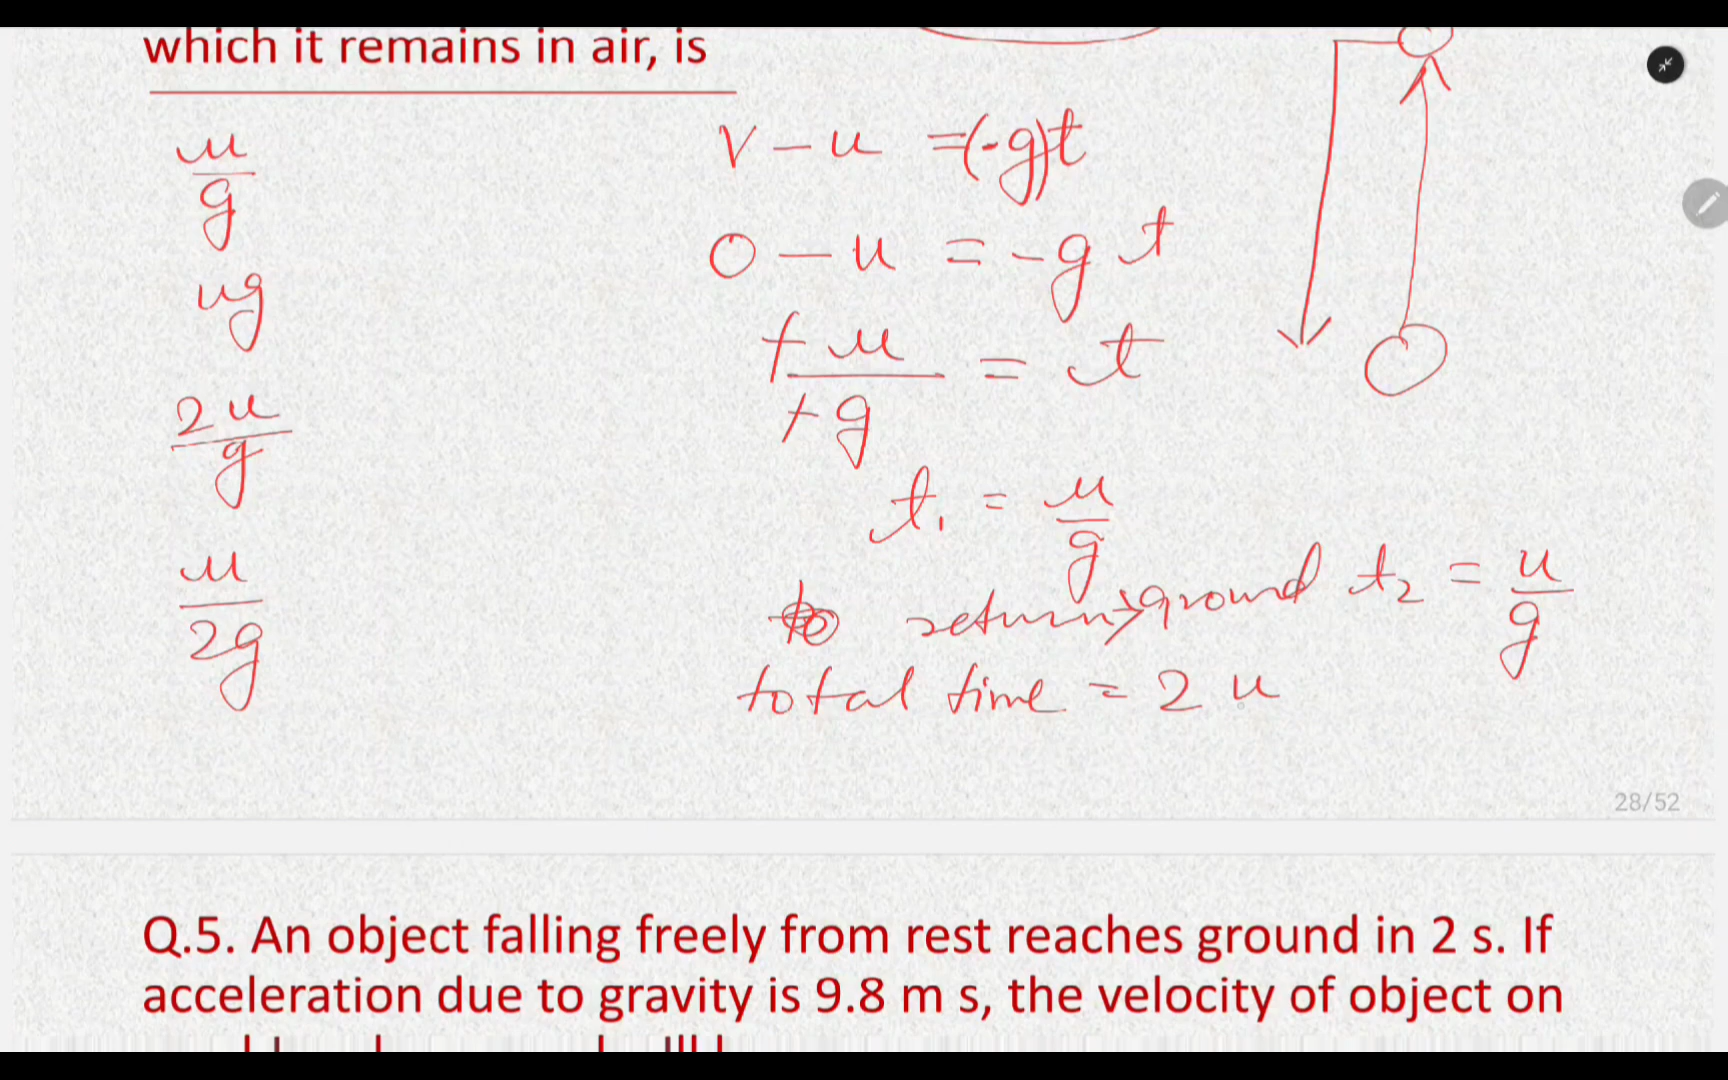 which it remains in air, is
u/g
ug
2u/g
u/2g
v - u = (-g)t
0 - u = -g t
+u/+g = t
t₁ = u/g
to return ground t₂ = u/g
total time = 2 u
28/52
Q.5. An object falling freely from rest reaches ground in 2 s. If
acceleration due to gravity is 9.8 m s, the velocity of object on